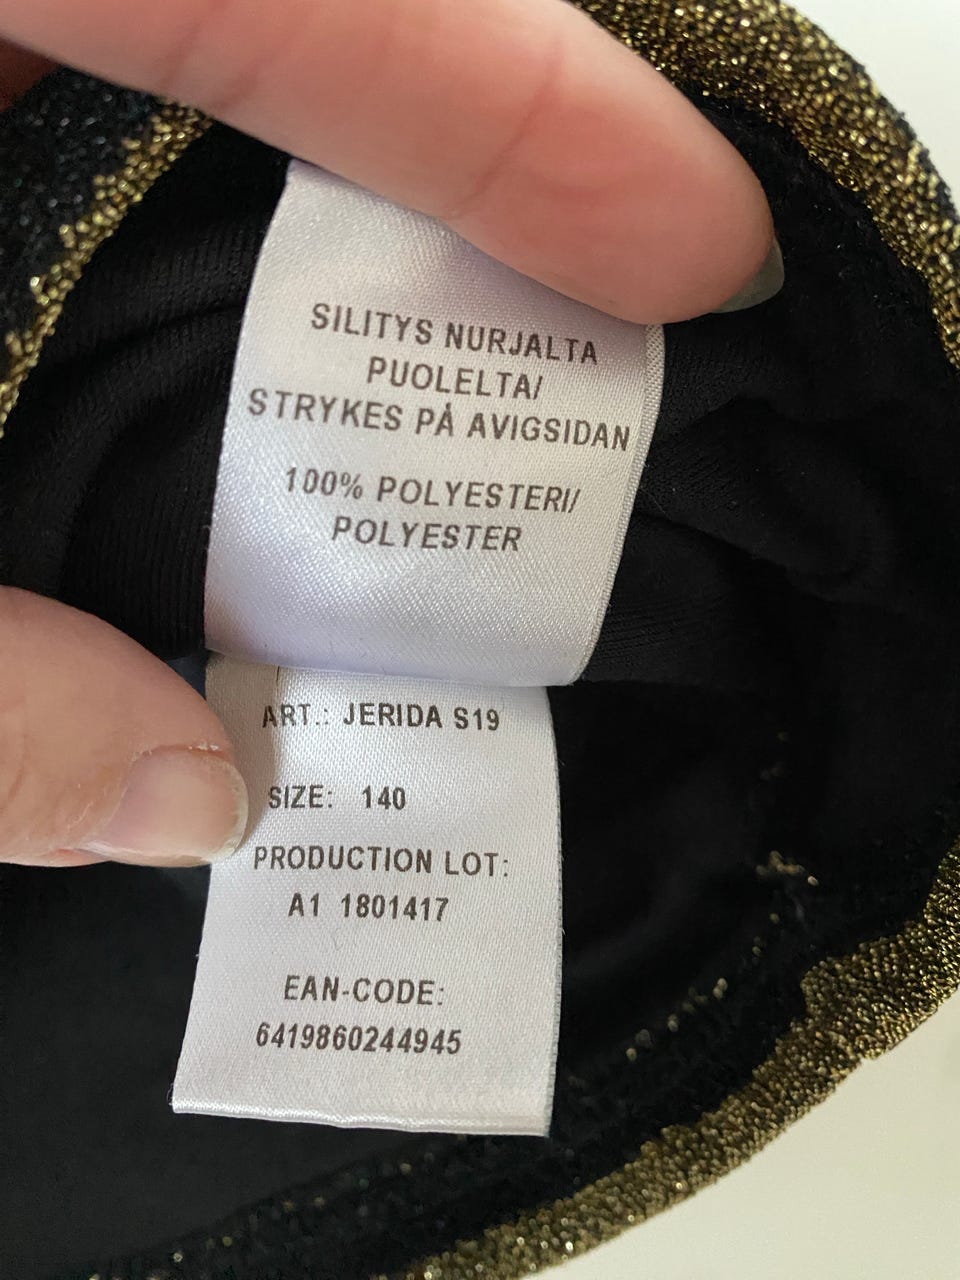 SILITYS NURJALTA
PUOLELTA/
STRYKES PÅ AVIGSIDAN
100% POLYESTERI/
POLYESTER
ART.: JERIDA S19
SIZE: 140
PRODUCTION LOT:
A1 1801417
EAN-CODE:
6419860244945